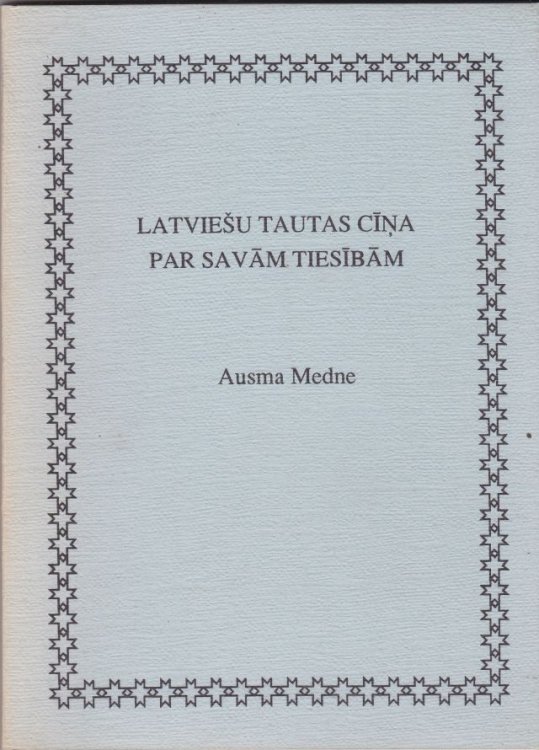 LATVIEŠU TAUTAS CĪŅA
PAR SAVĀM TIESĪBĀM
Ausma Medne